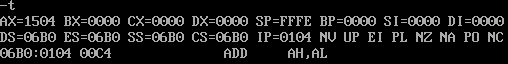 -t
AX=1504 BX=0000 CX=0000 DX=0000 SP=FFFE BP=0000 SI=0000 DI=0000
DS=06B0 ES=06B0 SS=06B0 CS=06B0 IP=0104 NV UP EI PL NZ NA PO NC
06B0:0104 00C4 ADD AH,AL